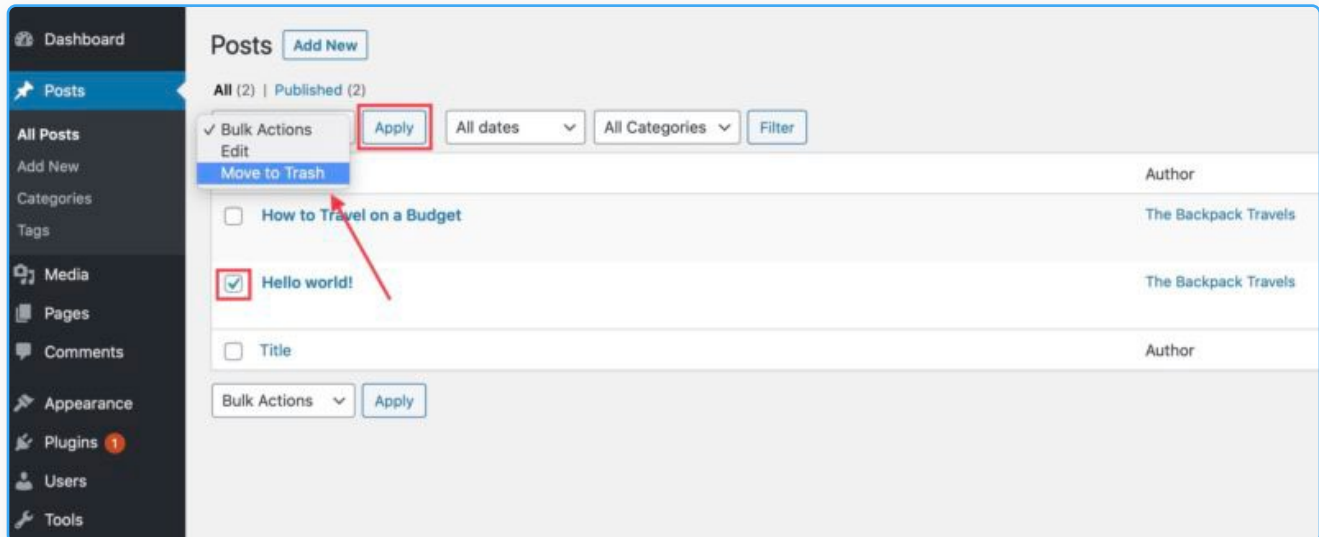 Dashboard
Posts
All Posts
Add New
Categories
Tags
Media
Pages
Comments
Appearance
Plugins 1
Users
Tools
Posts Add New
All (2) | Published (2)
✓ Bulk Actions
Edit
Move to Trash
Apply All dates All Categories Filter
Author
How to Travel on a Budget The Backpack Travels
Hello world! The Backpack Travels
Title Author
Bulk Actions Apply